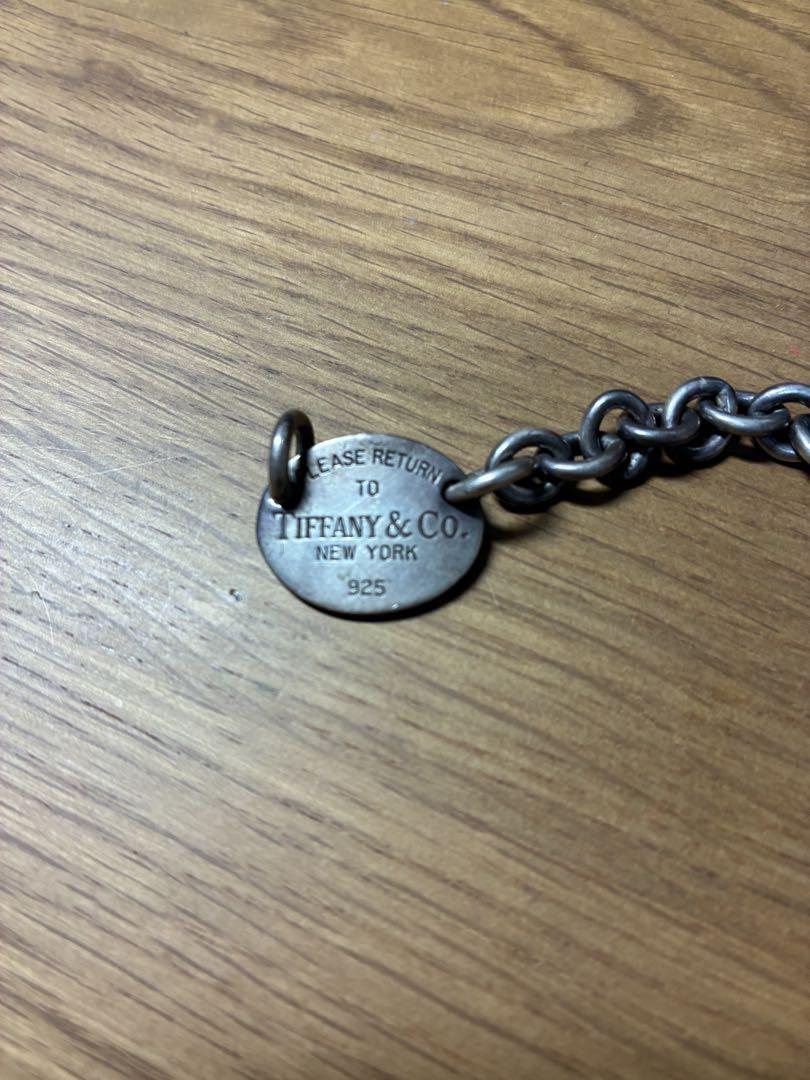 LEASE RETURN
TO
TIFFANY & CO.
NEW YORK
925